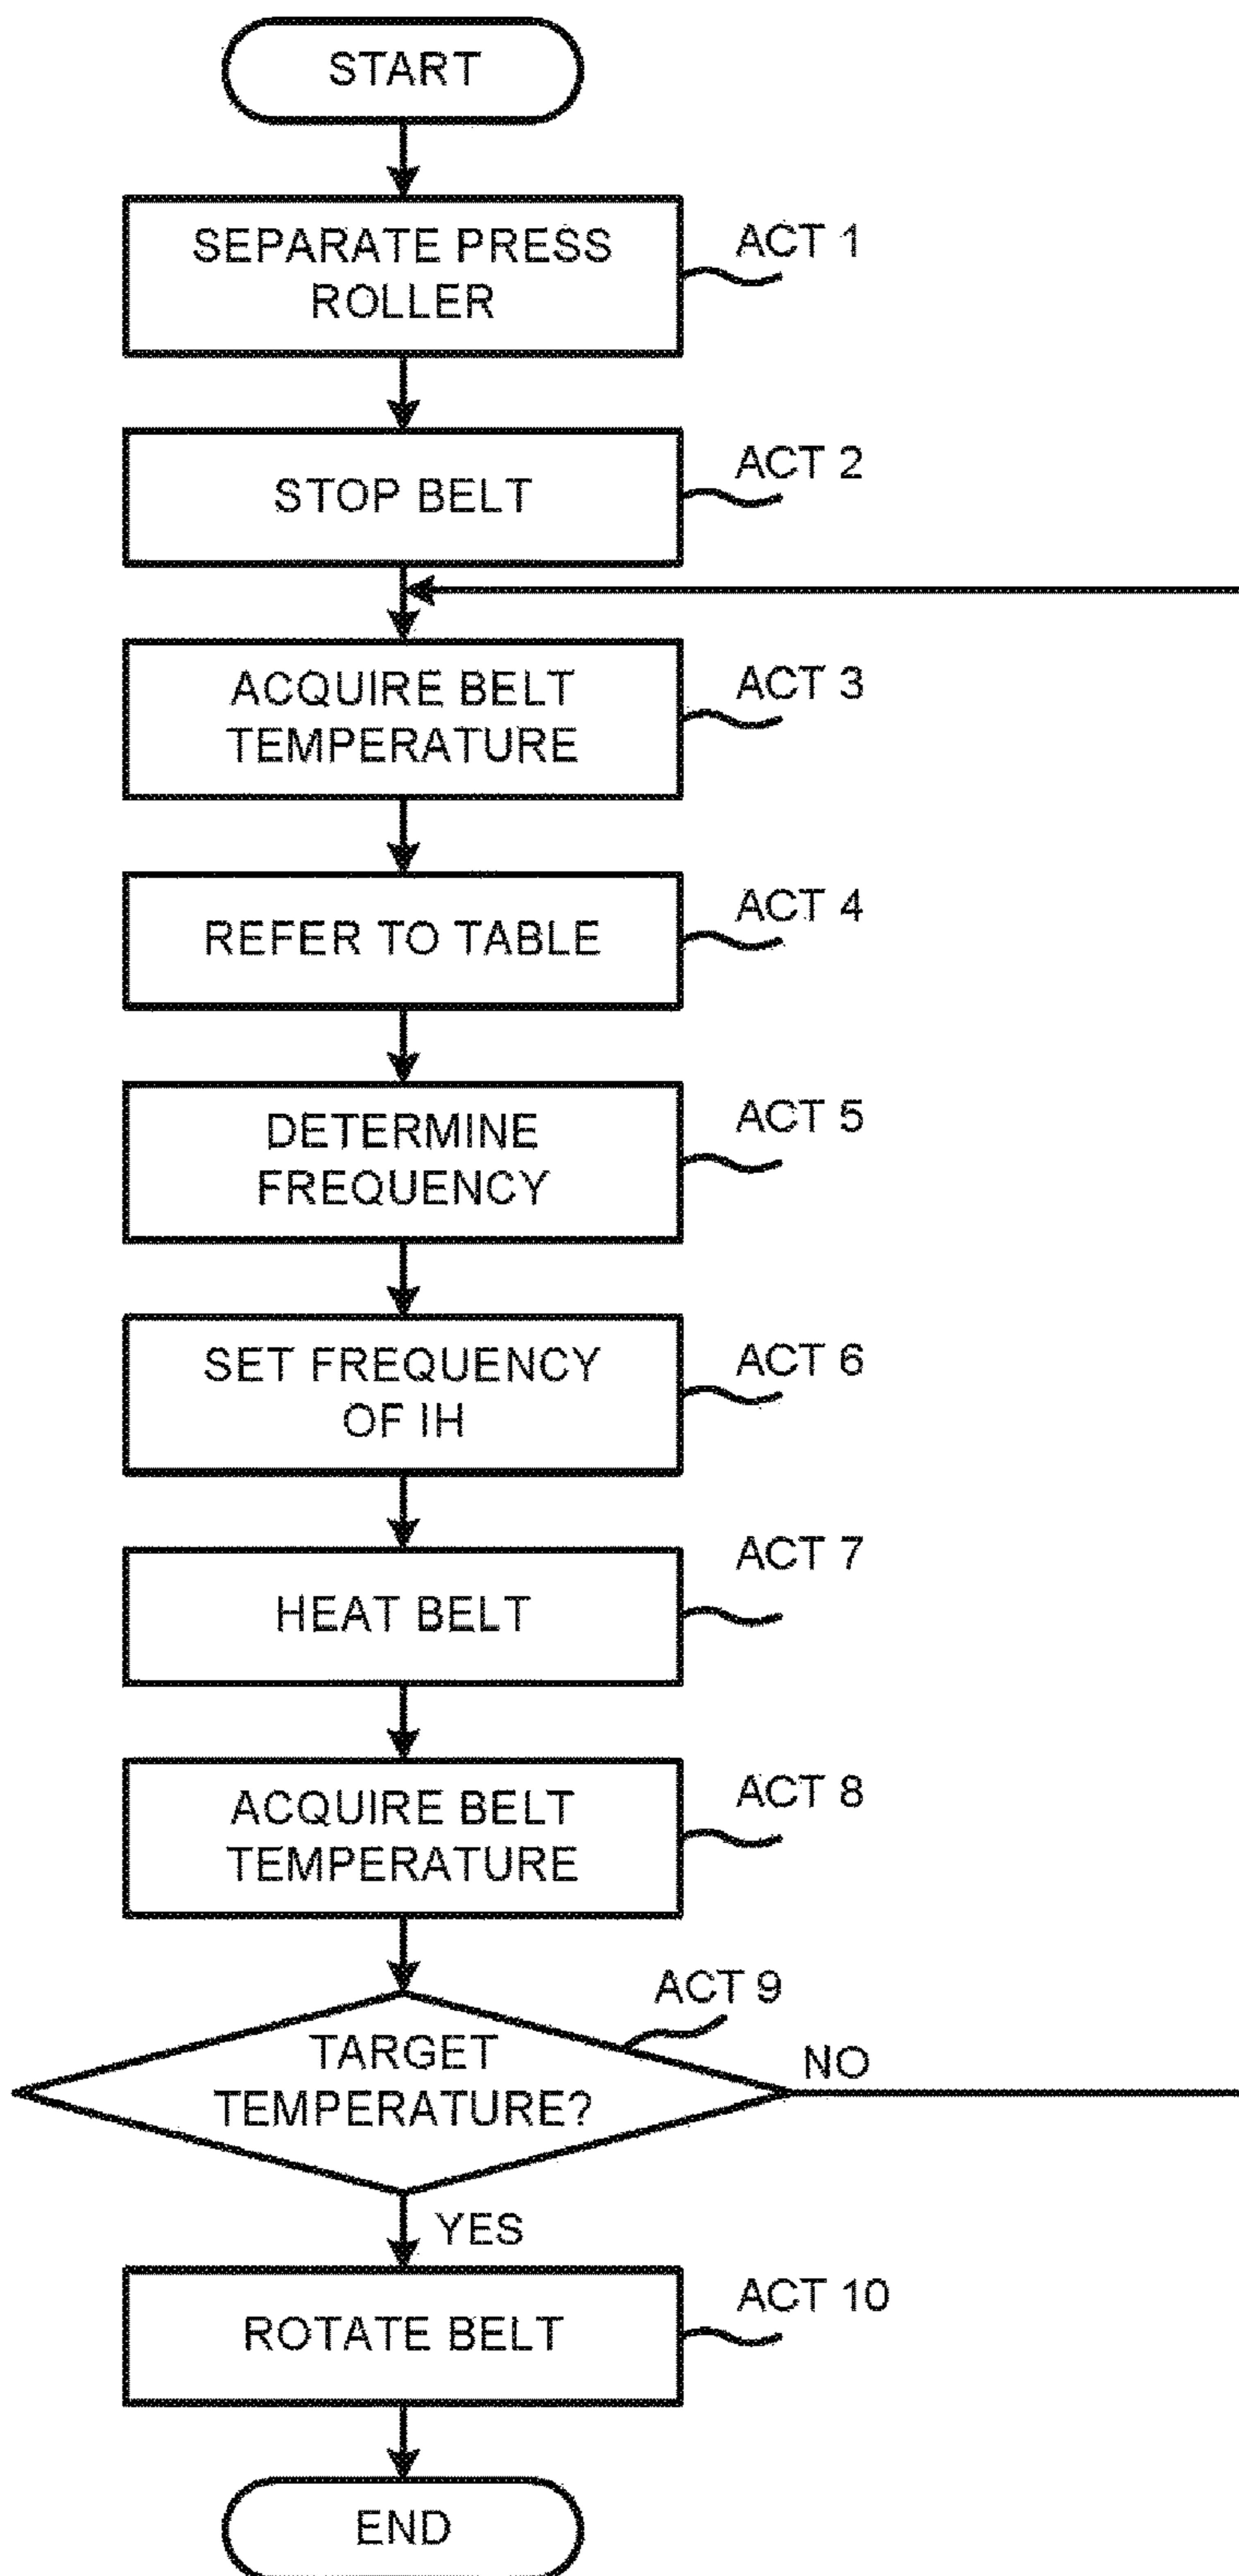 START
SEPARATE PRESS
ROLLER
ACT 1
STOP BELT
ACT 2
ACQUIRE BELT
TEMPERATURE
ACT 3
REFER TO TABLE
ACT 4
DETERMINE
FREQUENCY
ACT 5
SET FREQUENCY
OF IH
ACT 6
HEAT BELT
ACT 7
ACQUIRE BELT
TEMPERATURE
ACT 8
TARGET
TEMPERATURE?
ACT 9
NO
YES
ROTATE BELT
ACT 10
END